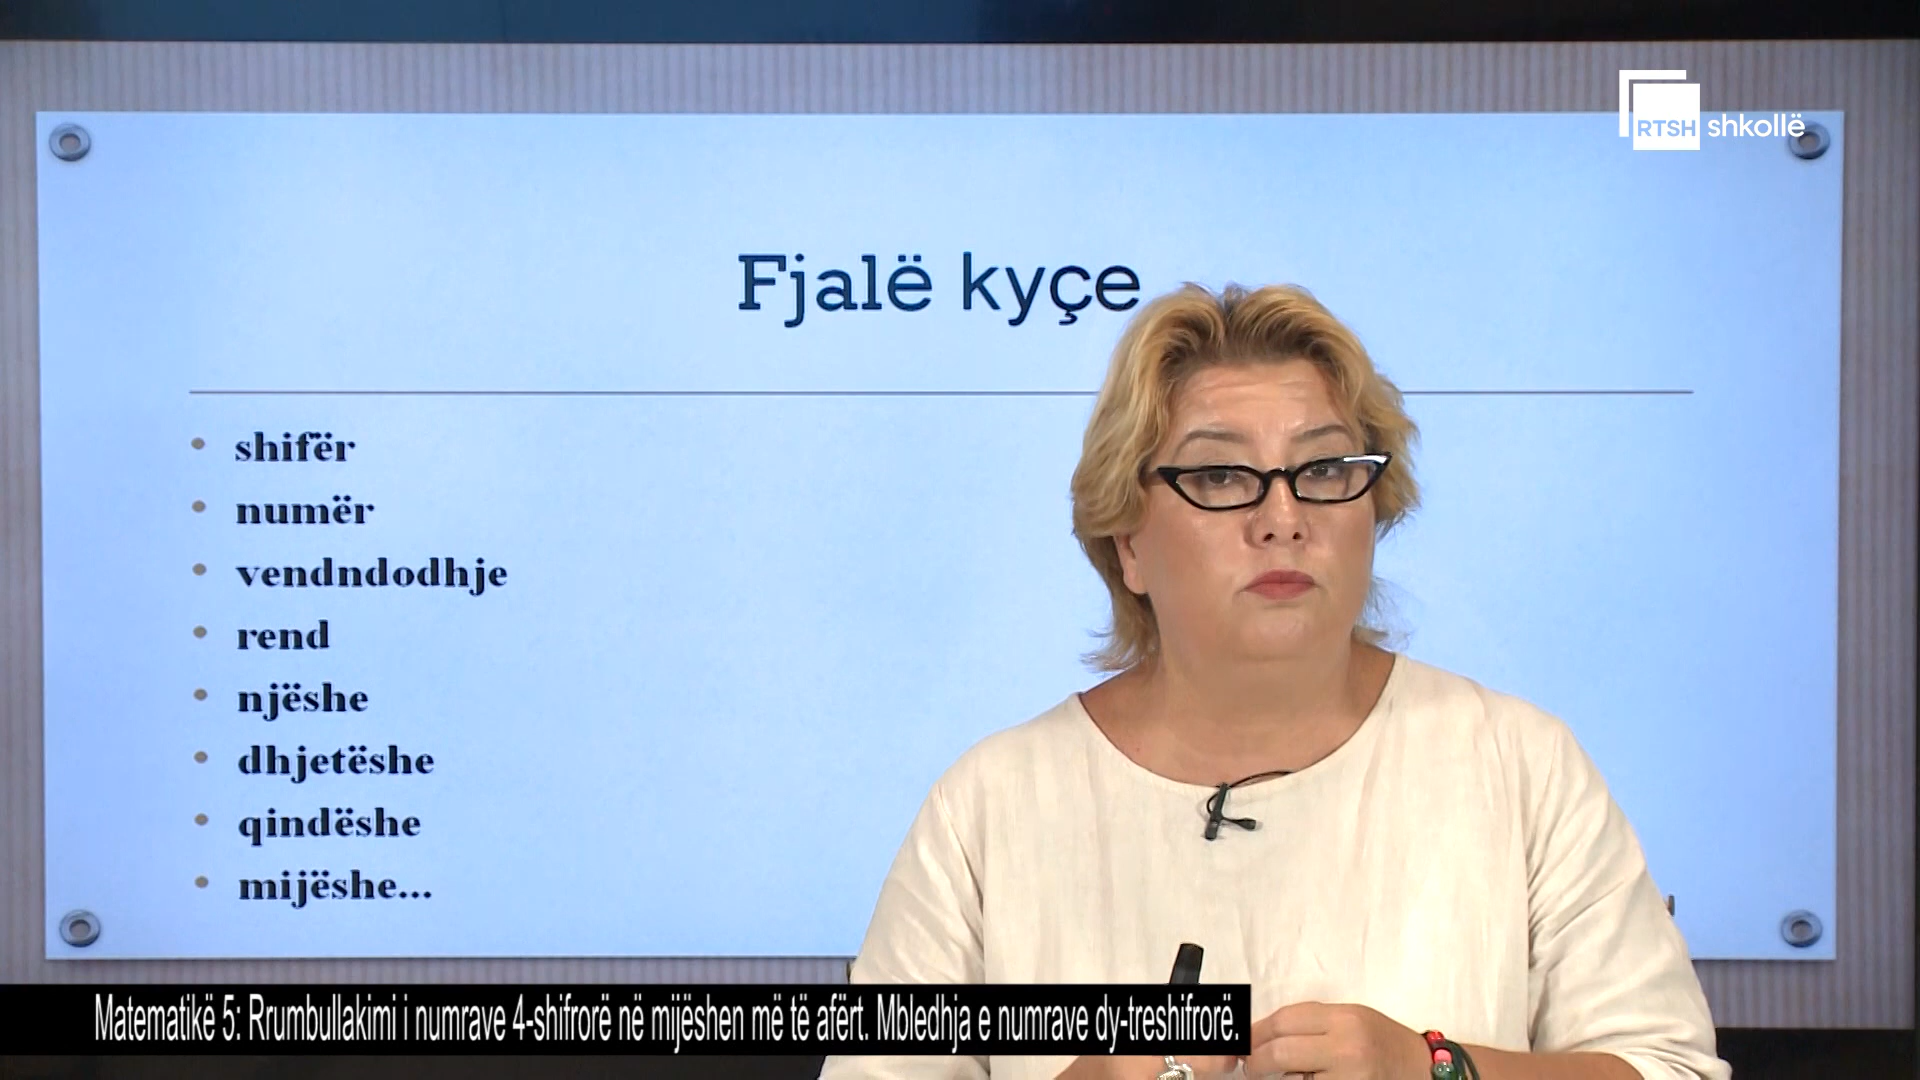 RTSH shkollë
Fjalë kyçe
shifër
numër
vendndodhje
rend
njëshe
dhjetëshe
qindëshe
mijëshe...
Matematikë 5: Rrumbullakimi i numrave 4-shifrorë në mijëshen më të afërt. Mbledhja e numrave dy-treshifrorë.